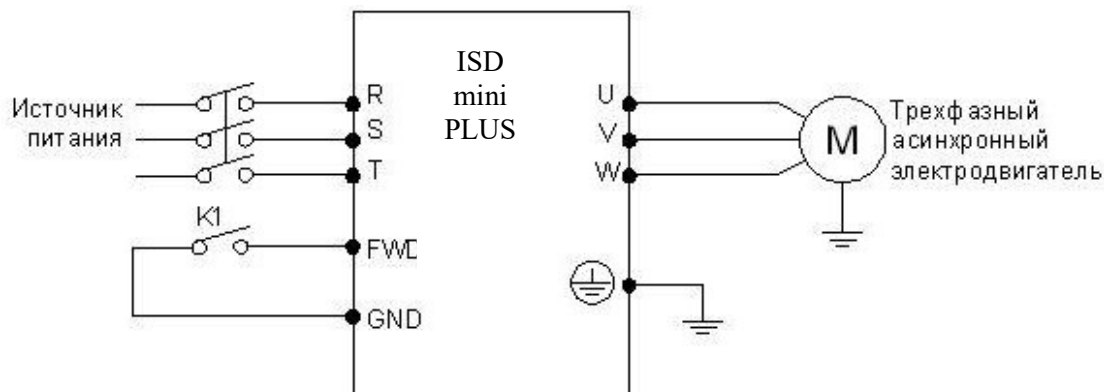 ISD
mini
PLUS
Источник
питания
R
S
T
U
V
W
M
Трехфазный
асинхронный
электродвигатель
K1
FWD
GND